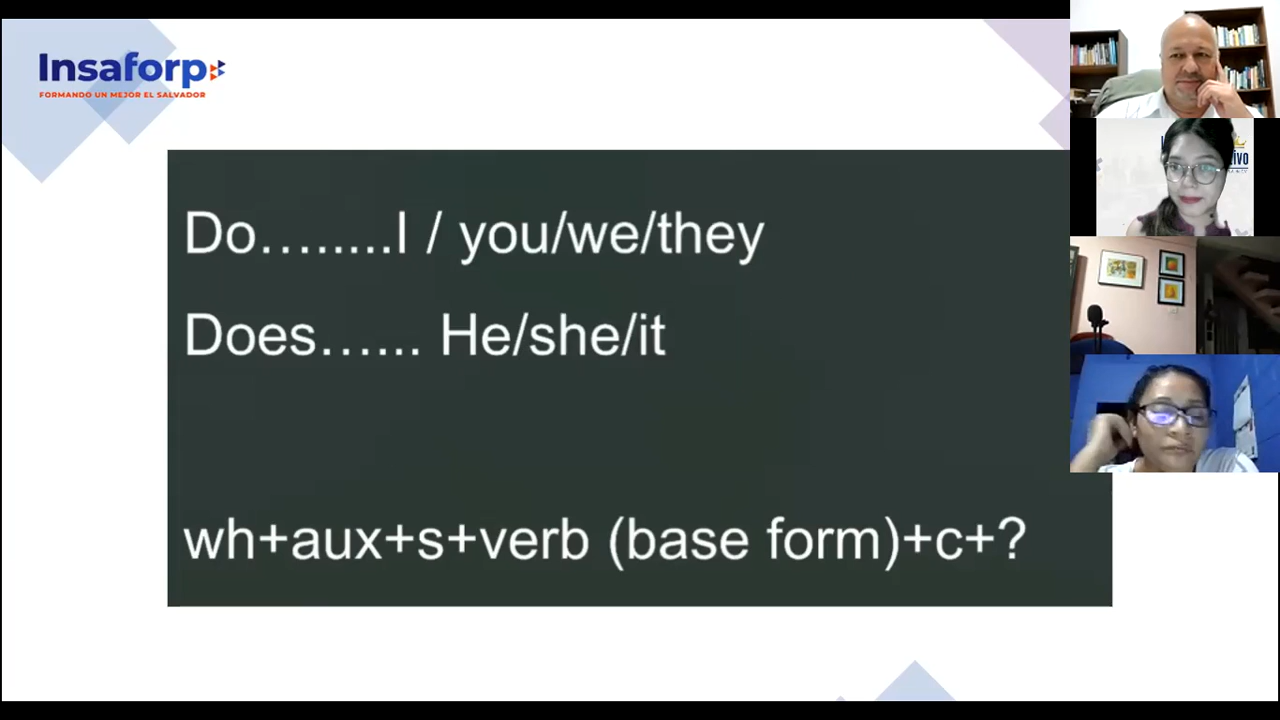 Insaforp
FORMANDO UN MEJOR EL SALVADOR
Do….....I / you/we/they
Does…... He/she/it
wh+aux+s+verb (base form)+c+?